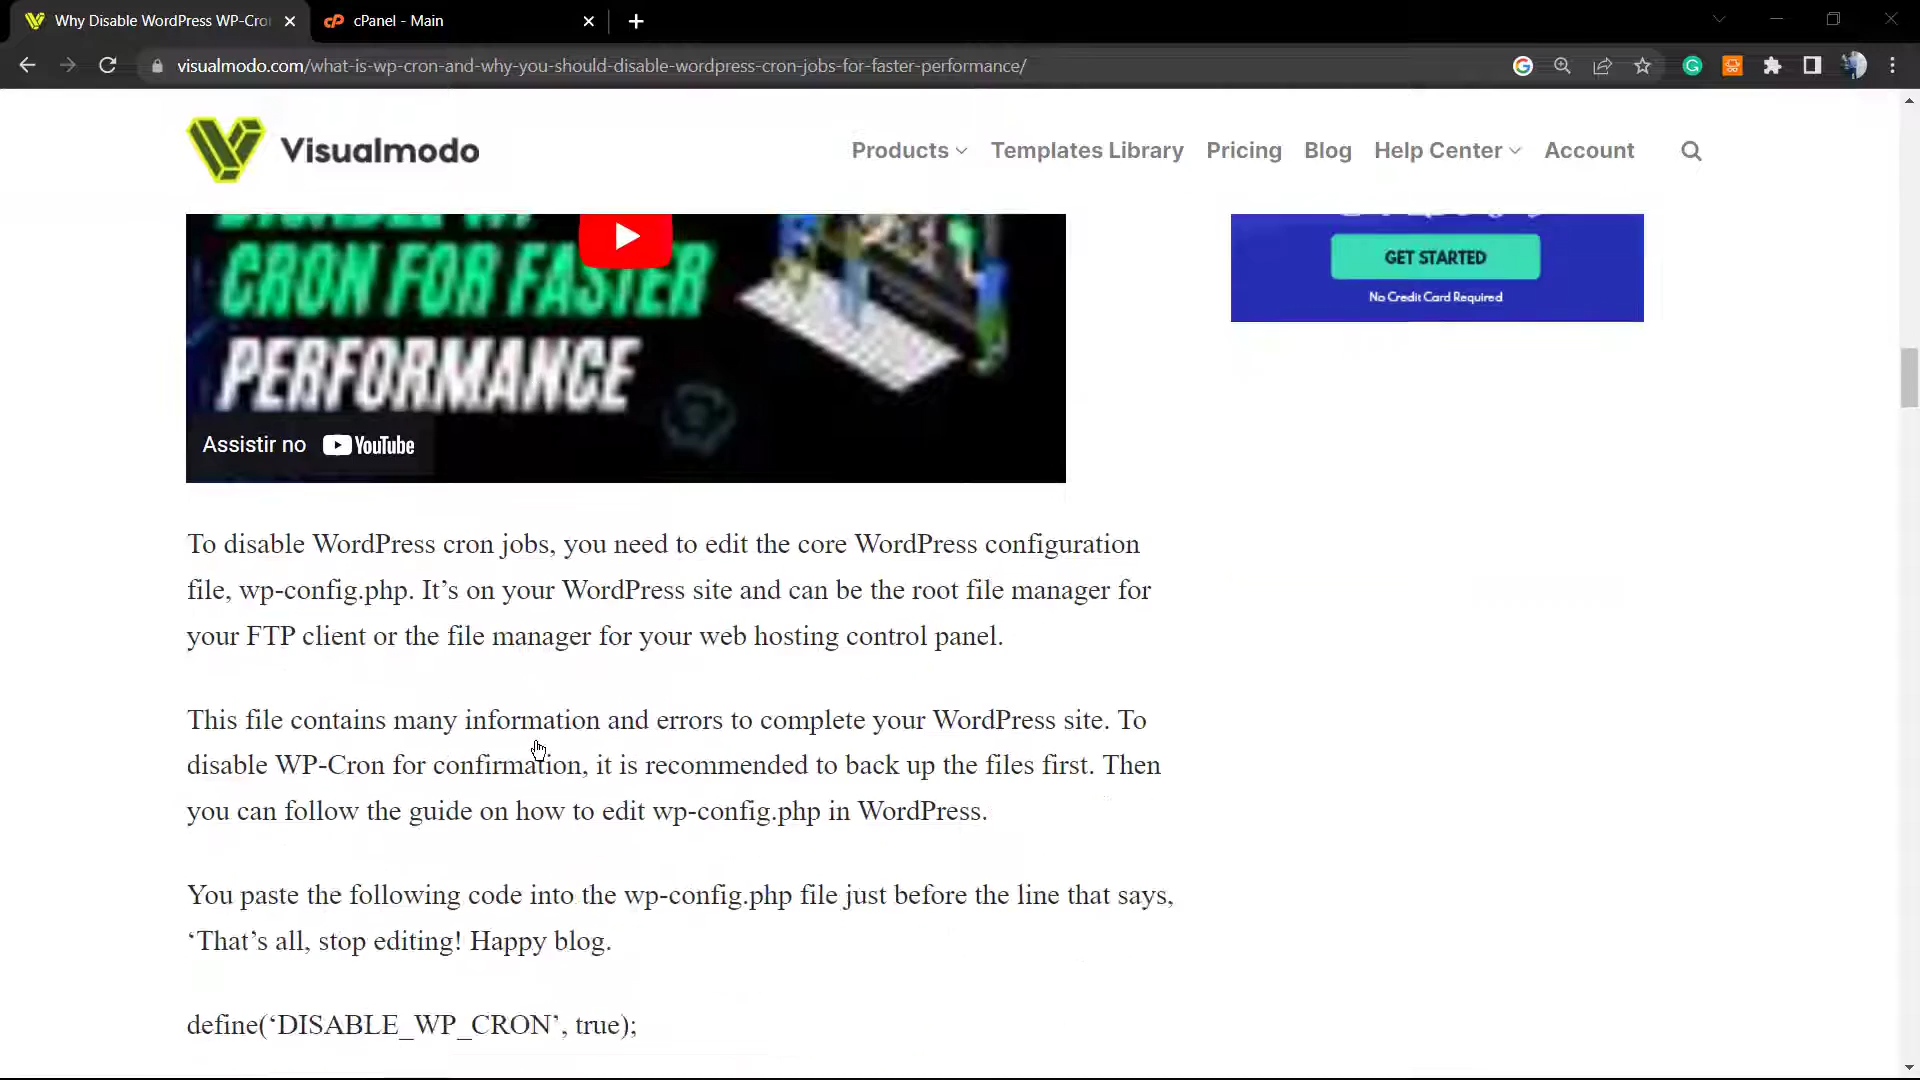 Why Disable WordPress WP-Cro
cPanel - Main
visualmodo.com/what-is-wp-cron-and-why-you-should-disable-wordpress-cron-jobs-for-faster-performance/
Visualmodo
Products
Templates Library
Pricing
Blog
Help Center
Account
CRON FOR FASTER
PERFORMANCE
Assistir no YouTube
GET STARTED
No Credit Card Required
To disable WordPress cron jobs, you need to edit the core WordPress configuration
file, wp-config.php. It’s on your WordPress site and can be the root file manager for
your FTP client or the file manager for your web hosting control panel.
This file contains many information and errors to complete your WordPress site. To
disable WP-Cron for confirmation, it is recommended to back up the files first. Then
you can follow the guide on how to edit wp-config.php in WordPress.
You paste the following code into the wp-config.php file just before the line that says,
‘That’s all, stop editing! Happy blog.
define(‘DISABLE_WP_CRON’, true);